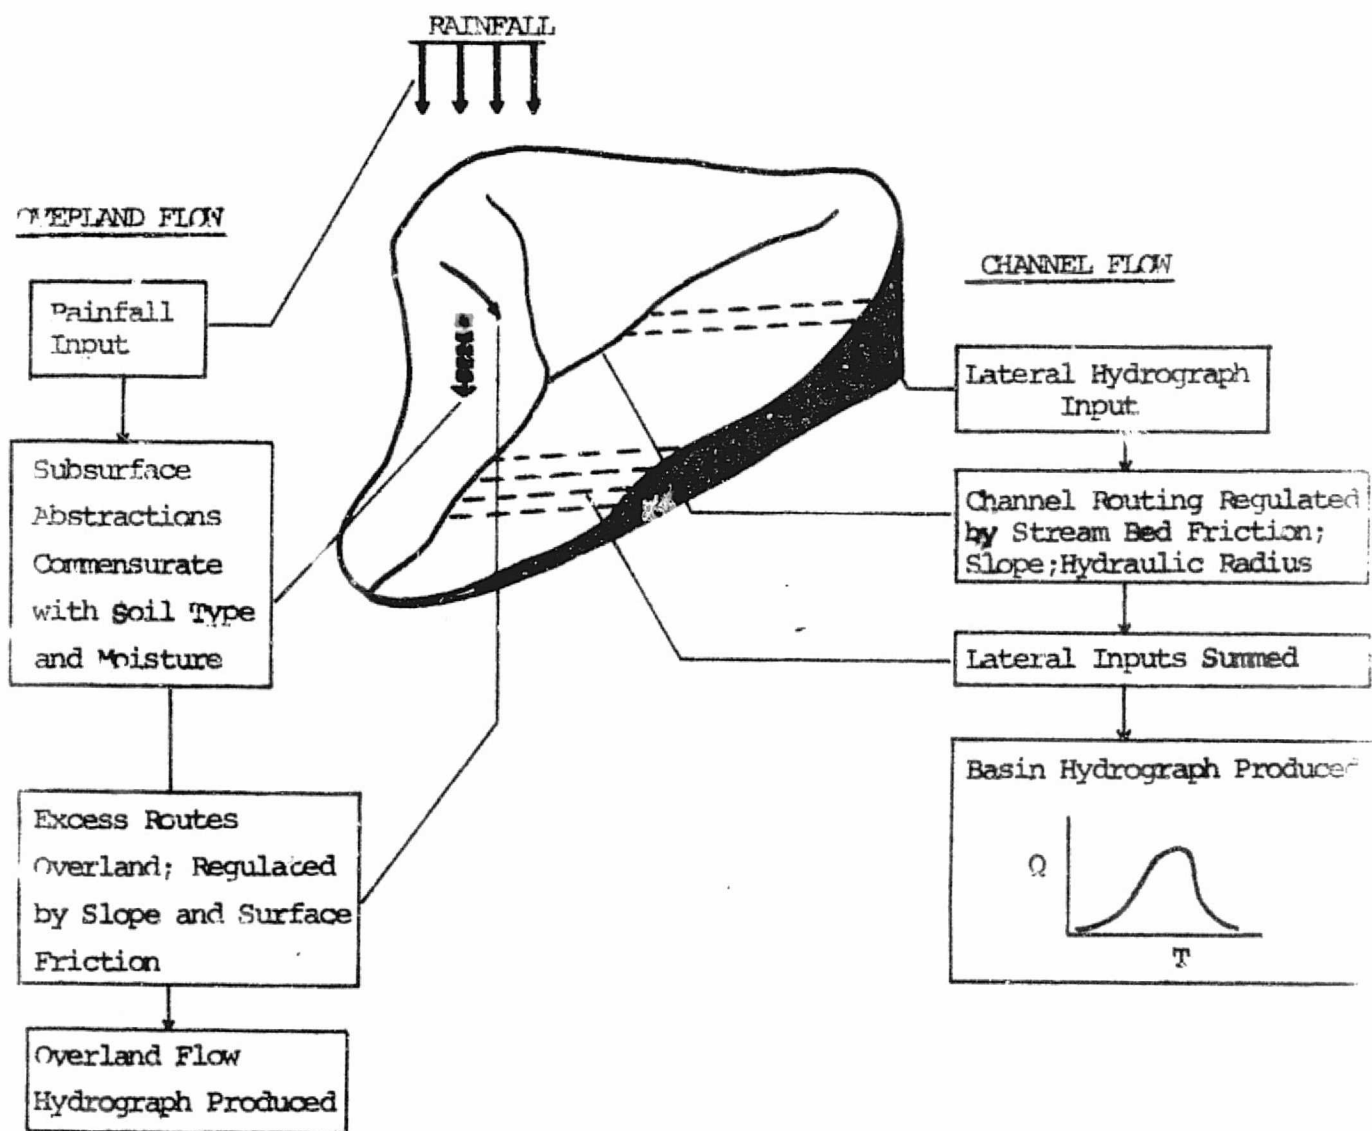 RAINFALL
OVERLAND FLOW
Rainfall
Input
Subsurface
Abstractions
Commensurate
with Soil Type
and Moisture
Excess Routes
Overland; Regulated
by Slope and Surface
Friction
Overland Flow
Hydrograph Produced
CHANNEL FLOW
Lateral Hydrograph
Input
Channel Routing Regulated
by Stream Bed Friction;
Slope;Hydraulic Radius
Lateral Inputs Summed
Basin Hydrograph Produced
Q
T